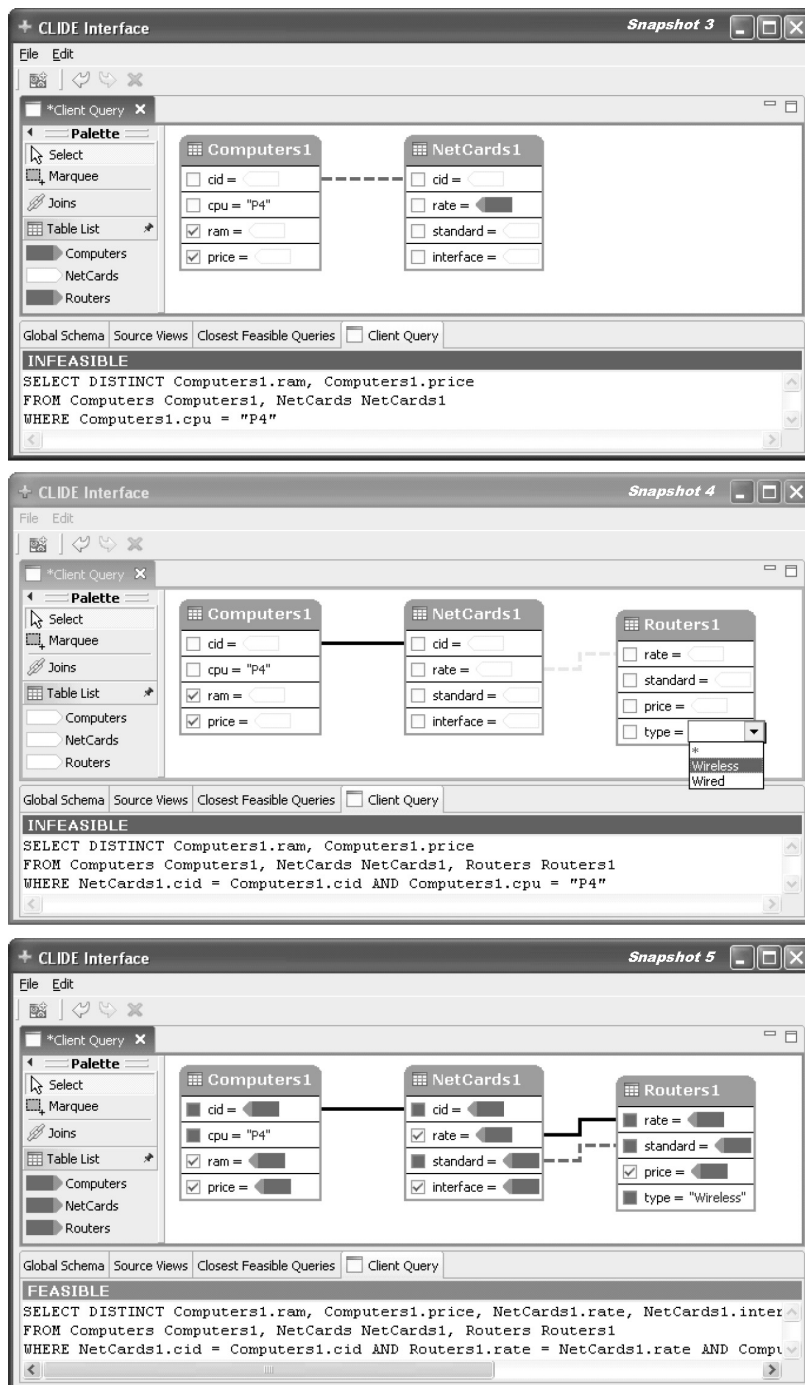 CLIDE Interface Snapshot 3
File Edit
*Client Query
Palette
Select
Marquee
Joins
Table List
Computers
NetCards
Routers
Computers1
cid =
cpu = "P4"
ram =
price =
NetCards1
cid =
rate =
standard =
interface =
Global Schema Source Views Closest Feasible Queries Client Query
INFEASIBLE
SELECT DISTINCT Computers1.ram, Computers1.price
FROM Computers Computers1, NetCards NetCards1
WHERE Computers1.cpu = "P4"
CLIDE Interface Snapshot 4
File Edit
*Client Query
Palette
Select
Marquee
Joins
Table List
Computers
NetCards
Routers
Computers1
cid =
cpu = "P4"
ram =
price =
NetCards1
cid =
rate =
standard =
interface =
Routers1
rate =
standard =
price =
type =
*
Wireless
Wired
Global Schema Source Views Closest Feasible Queries Client Query
INFEASIBLE
SELECT DISTINCT Computers1.ram, Computers1.price
FROM Computers Computers1, NetCards NetCards1, Routers Routers1
WHERE NetCards1.cid = Computers1.cid AND Computers1.cpu = "P4"
CLIDE Interface Snapshot 5
File Edit
*Client Query
Palette
Select
Marquee
Joins
Table List
Computers
NetCards
Routers
Computers1
cid =
cpu = "P4"
ram =
price =
NetCards1
cid =
rate =
standard =
interface =
Routers1
rate =
standard =
price =
type = "Wireless"
Global Schema Source Views Closest Feasible Queries Client Query
FEASIBLE
SELECT DISTINCT Computers1.ram, Computers1.price, NetCards1.rate, NetCards1.inter
FROM Computers Computers1, NetCards NetCards1, Routers Routers1
WHERE NetCards1.cid = Computers1.cid AND Routers1.rate = NetCards1.rate AND Compu